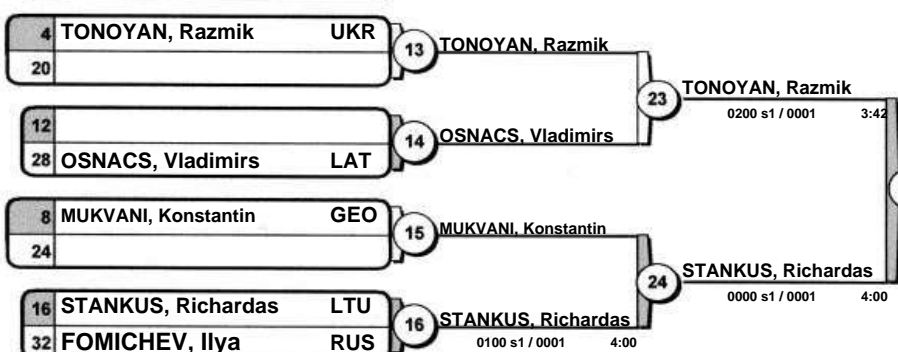 4 TONOYAN, Razmik UKR
20
13 TONOYAN, Razmik
12
28 OSNACS, Vladimirs LAT
14 OSNACS, Vladimirs
23 TONOYAN, Razmik
0200 s1 / 0001 3:42
8 MUKVANI, Konstantin GEO
24
15 MUKVANI, Konstantin
16 STANKUS, Richardas LTU
32 FOMICHEV, Ilya RUS
16 STANKUS, Richardas
0100 s1 / 0001 4:00
24 STANKUS, Richardas
0000 s1 / 0001 4:00